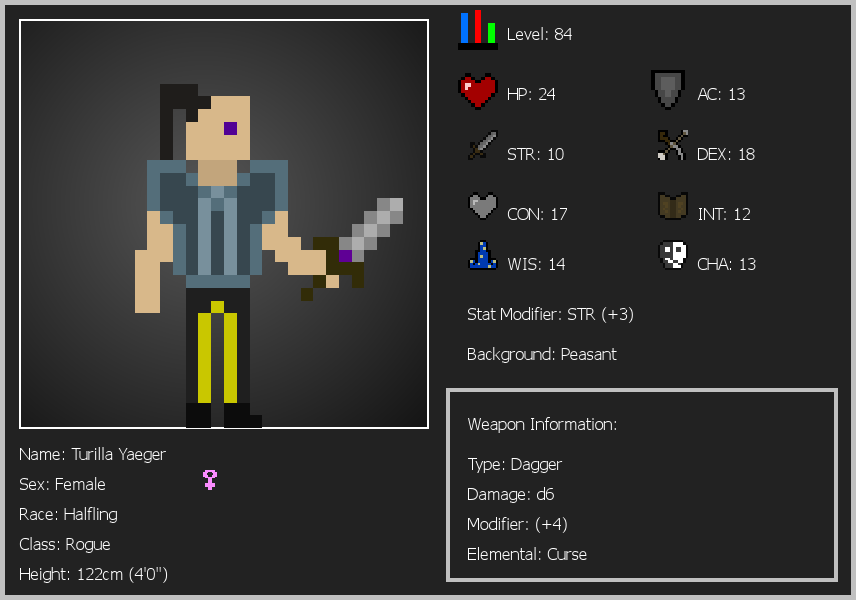 Level: 84
HP: 24
AC: 13
STR: 10
DEX: 18
CON: 17
INT: 12
WIS: 14
CHA: 13
Stat Modifier: STR (+3)
Background: Peasant
Weapon Information:
Type: Dagger
Damage: d6
Modifier: (+4)
Elemental: Curse
Name: Turilla Yaeger
Sex: Female
Race: Halfling
Class: Rogue
Height: 122cm (4'0")